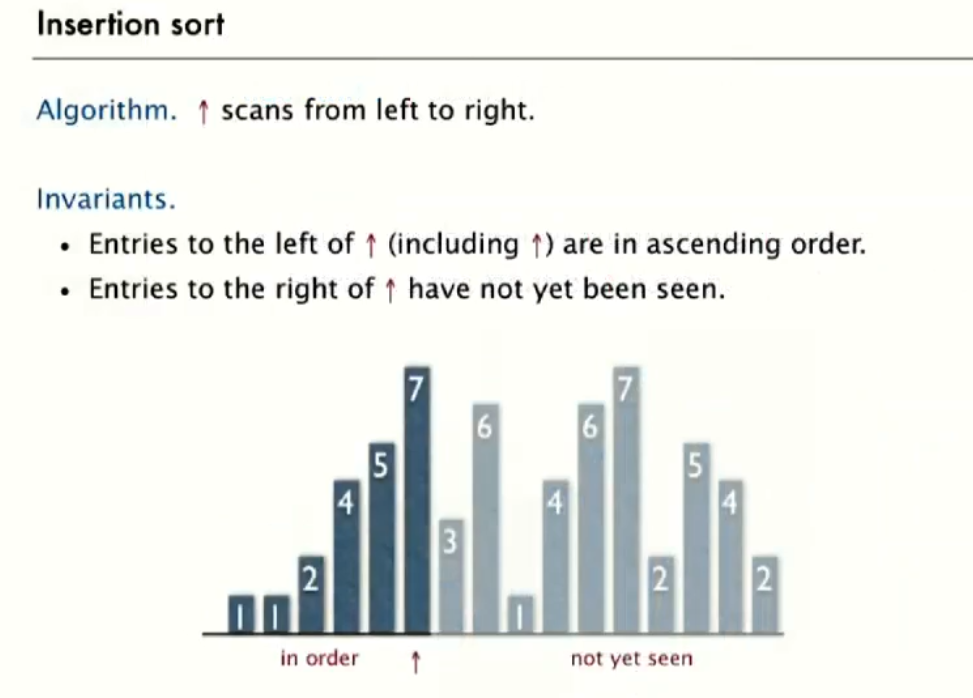 Insertion sort
Algorithm. ↑ scans from left to right.
Invariants.
• Entries to the left of ↑ (including ↑) are in ascending order.
• Entries to the right of ↑ have not yet been seen.
1 1 2 4 5 7 3 6 1 4 6 7 2 5 4 2
in order ↑ not yet seen